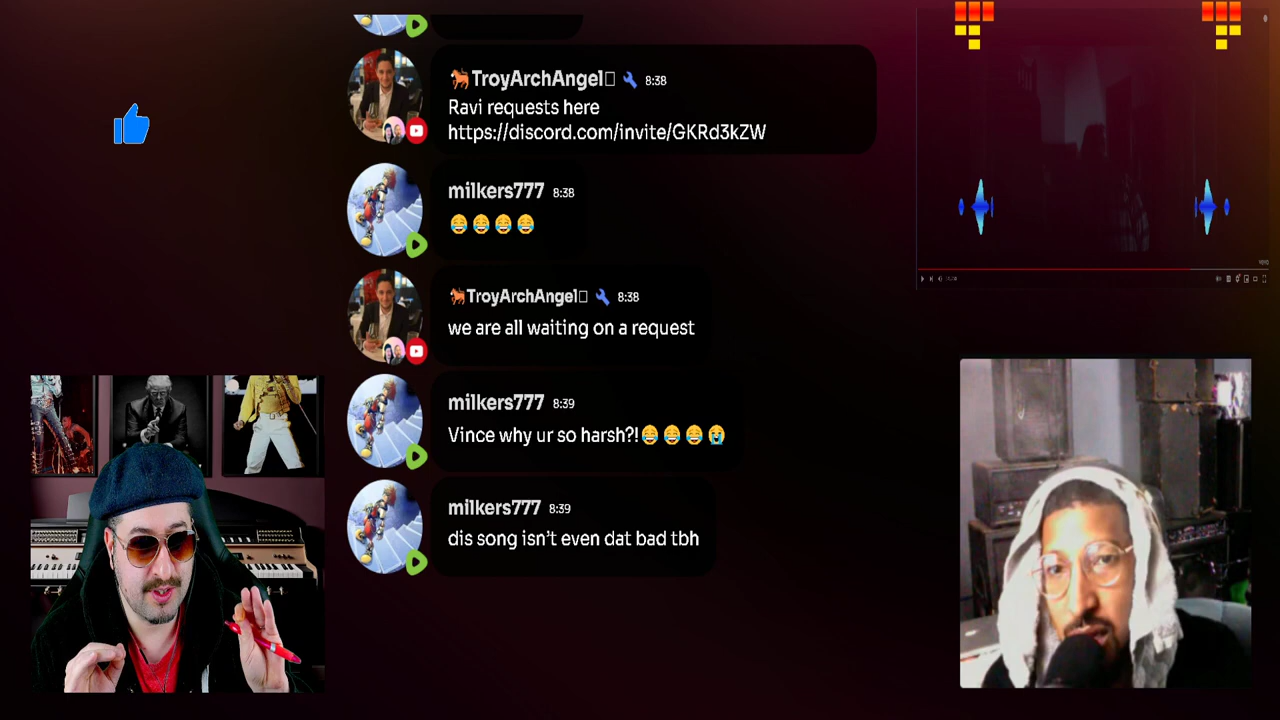 TroyArchAngel 8:38
Ravi requests here
https://discord.com/invite/GKRd3kZW
milkers777 8:38
😂😂😂😂
TroyArchAngel 8:38
we are all waiting on a request
milkers777 8:39
Vince why ur so harsh?!😂😂😂😭
milkers777 8:39
dis song isn't even dat bad tbh